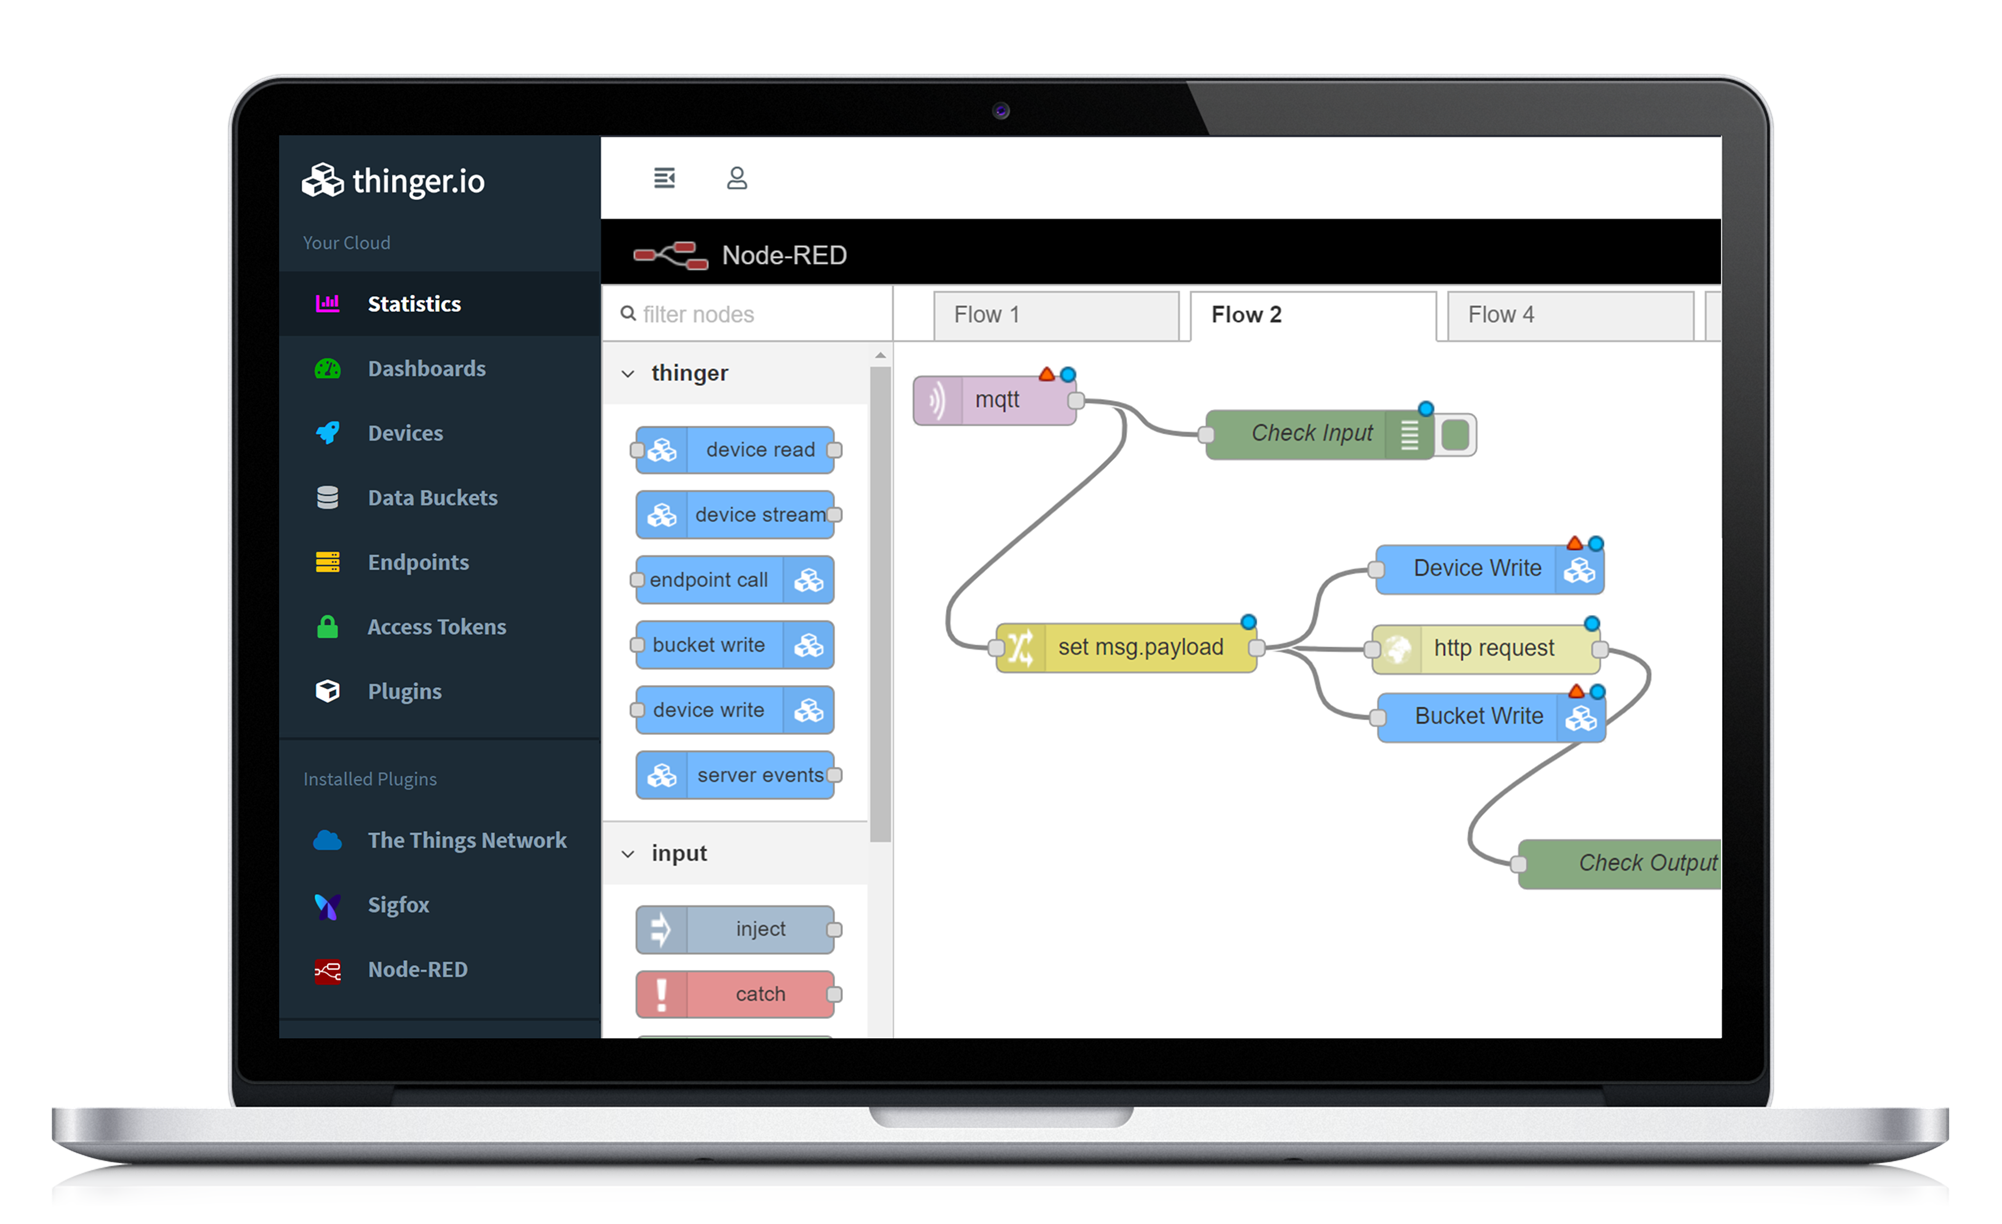 thinger.io
Your Cloud
Statistics
Dashboards
Devices
Data Buckets
Endpoints
Access Tokens
Plugins
Installed Plugins
The Things Network
Sigfox
Node-RED
Node-RED
filter nodes
thinger
device read
device stream
endpoint call
bucket write
device write
server events
input
inject
catch
Flow 1
Flow 2
Flow 4
mqtt
Check Input
Device Write
set msg.payload
http request
Bucket Write
Check Output